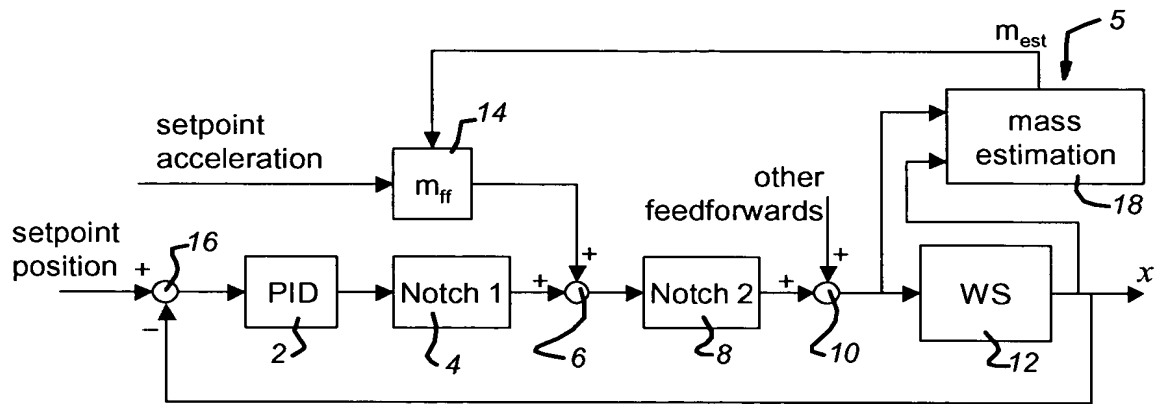 m_est
5
14
setpoint
acceleration
mass
estimation
m_ff
18
other
feedforwards
setpoint
position
16
+
−
PID
Notch 1
+
+
Notch 2
+
+
WS
x
2
4
6
8
10
12